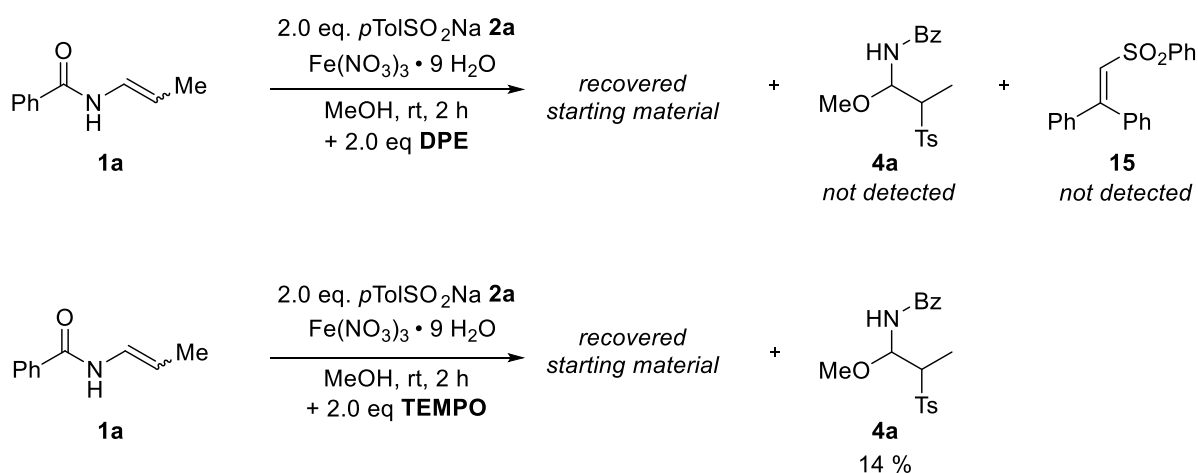 2.0 eq. pTolSO2Na 2a
Fe(NO3)3 • 9 H2O
MeOH, rt, 2 h
+ 2.0 eq DPE
O
Ph
N
H
Me
1a
recovered
starting material
+
HN
Bz
MeO
Ts
4a
not detected
+
SO2Ph
Ph
Ph
15
not detected
2.0 eq. pTolSO2Na 2a
Fe(NO3)3 • 9 H2O
MeOH, rt, 2 h
+ 2.0 eq TEMPO
O
Ph
N
H
Me
1a
recovered
starting material
+
HN
Bz
MeO
Ts
4a
14 %